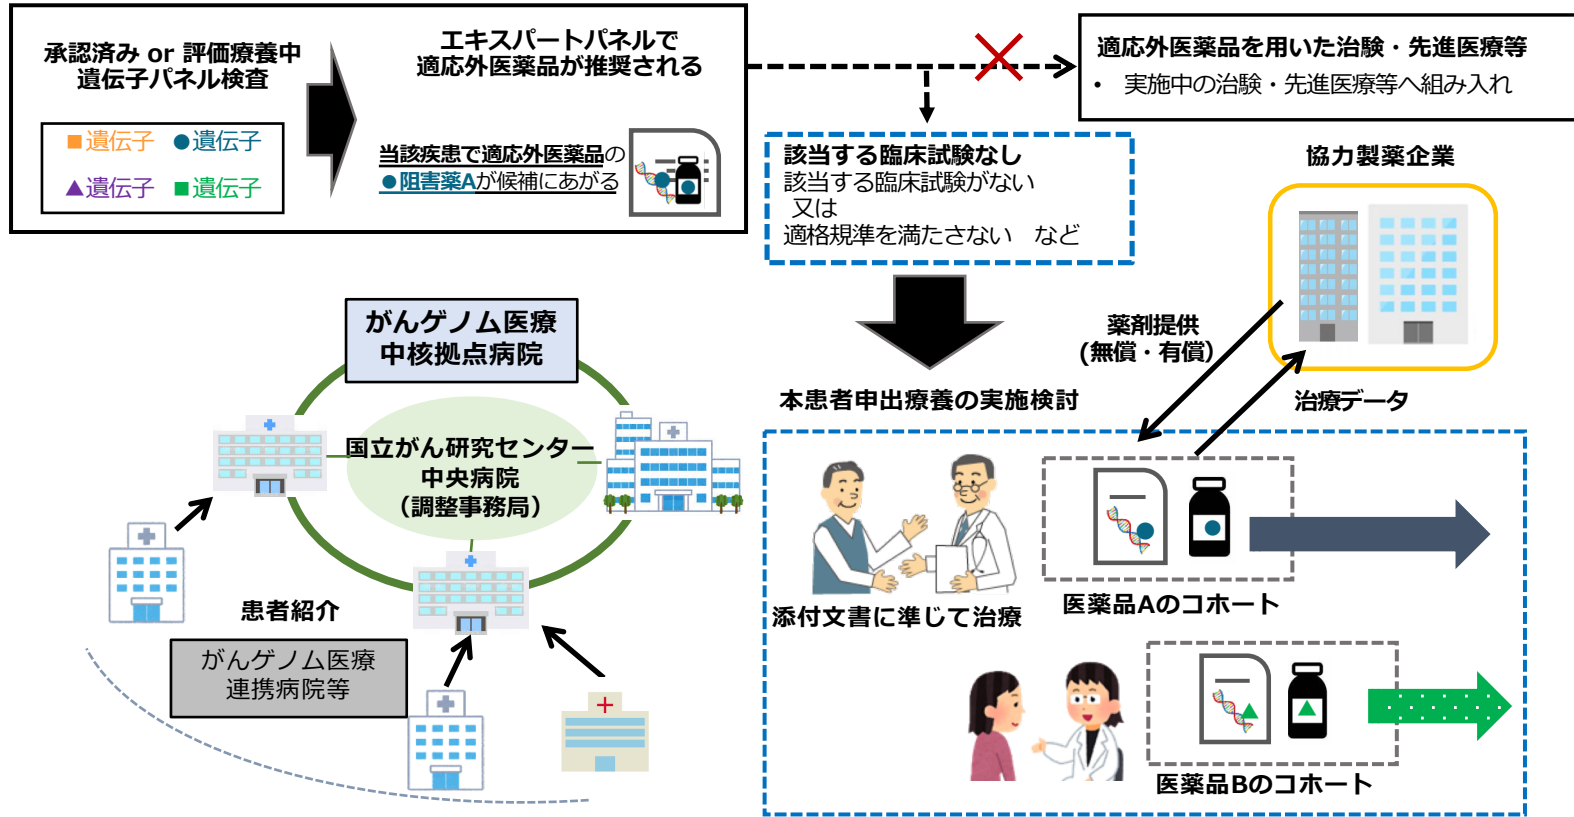 承認済み or 評価療養中
遺伝子パネル検査
■遺伝子 ●遺伝子
▲遺伝子 ■遺伝子
エキスパートパネルで
適応外医薬品が推奨される
当該疾患で適応外医薬品の
●阻害薬Aが候補にあがる
適応外医薬品を用いた治験・先進医療等
• 実施中の治験・先進医療等へ組み入れ
該当する臨床試験なし
該当する臨床試験がない
又は
適格規準を満たさない など
協力製薬企業
薬剤提供
(無償・有償)
治療データ
がんゲノム医療
中核拠点病院
国立がん研究センター
中央病院
（調整事務局）
患者紹介
がんゲノム医療
連携病院等
本患者申出療養の実施検討
添付文書に準じて治療
医薬品Aのコホート
医薬品Bのコホート